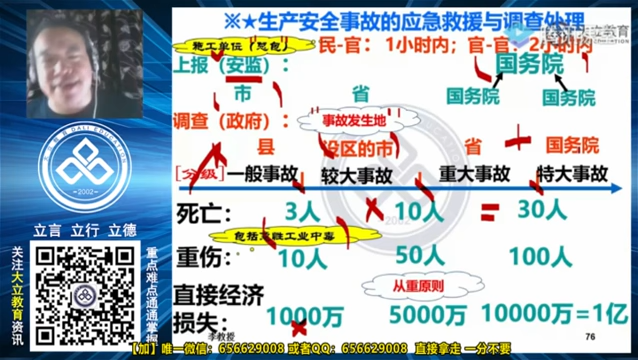 ※★生产安全事故的应急救援与调查处理
施工单位（总包） 民-官：1小时内；官-官：2小时内
上报（安监）： 国务院
市 省 国务院 国务院
调查（政府）： 事故发生地
县 设区的市 省 国务院
[分级] 一般事故 较大事故 重大事故 特大事故
死亡： 3人 10人 30人
包括急性工业中毒
重伤： 10人 50人 100人
从重原则
直接经济
损失： 1000万 5000万 10000万=1亿
李教授 76
DALI EDUCATION
2002
立言 立行 立德
关注大立教育资讯
重点难点通通掌握
【加】唯一微信：656629008 或者QQ：656629008 直接拿走 一分不要